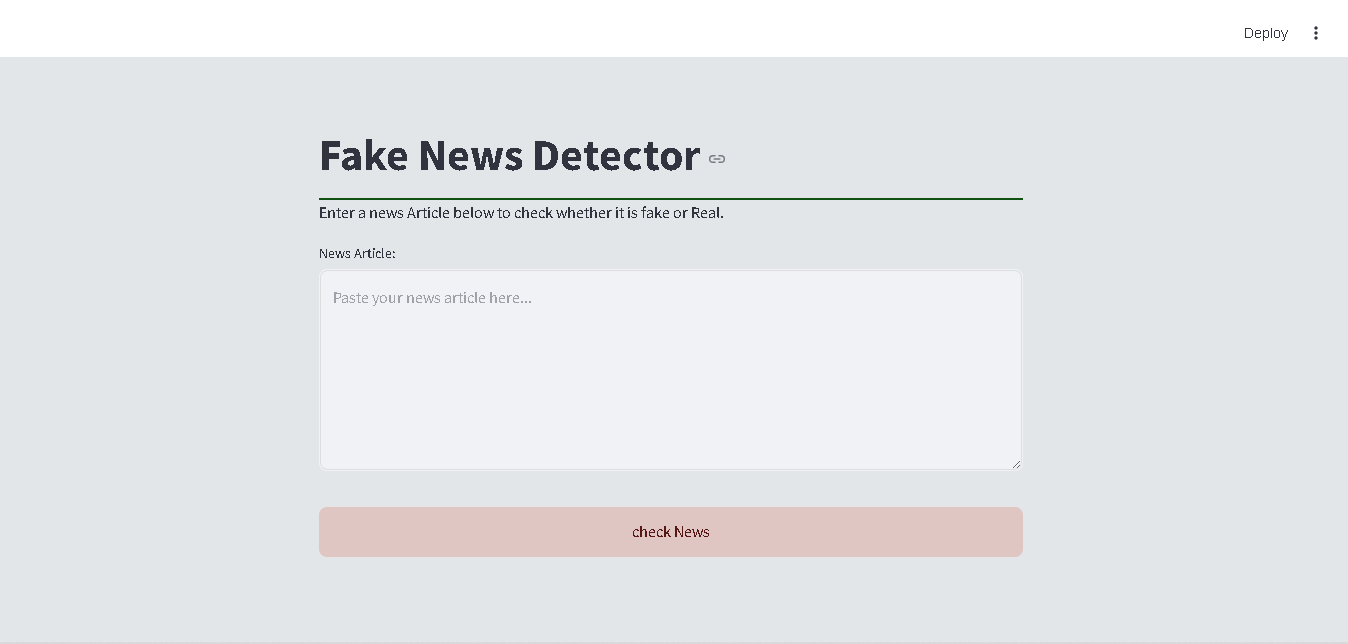 Deploy
Fake News Detector
Enter a news Article below to check whether it is fake or Real.
News Article:
Paste your news article here...
check News